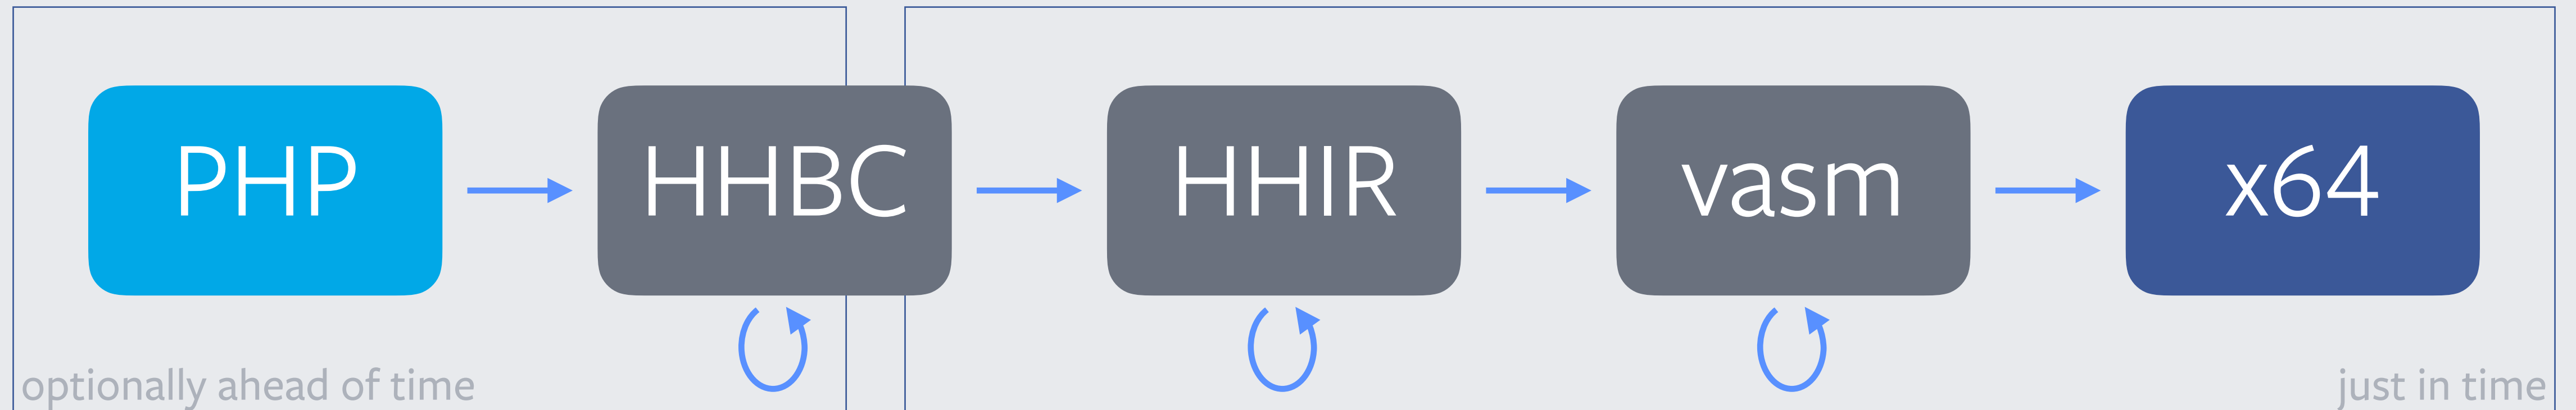 PHP
HHBC
HHIR
vasm
x64
optionally ahead of time
just in time